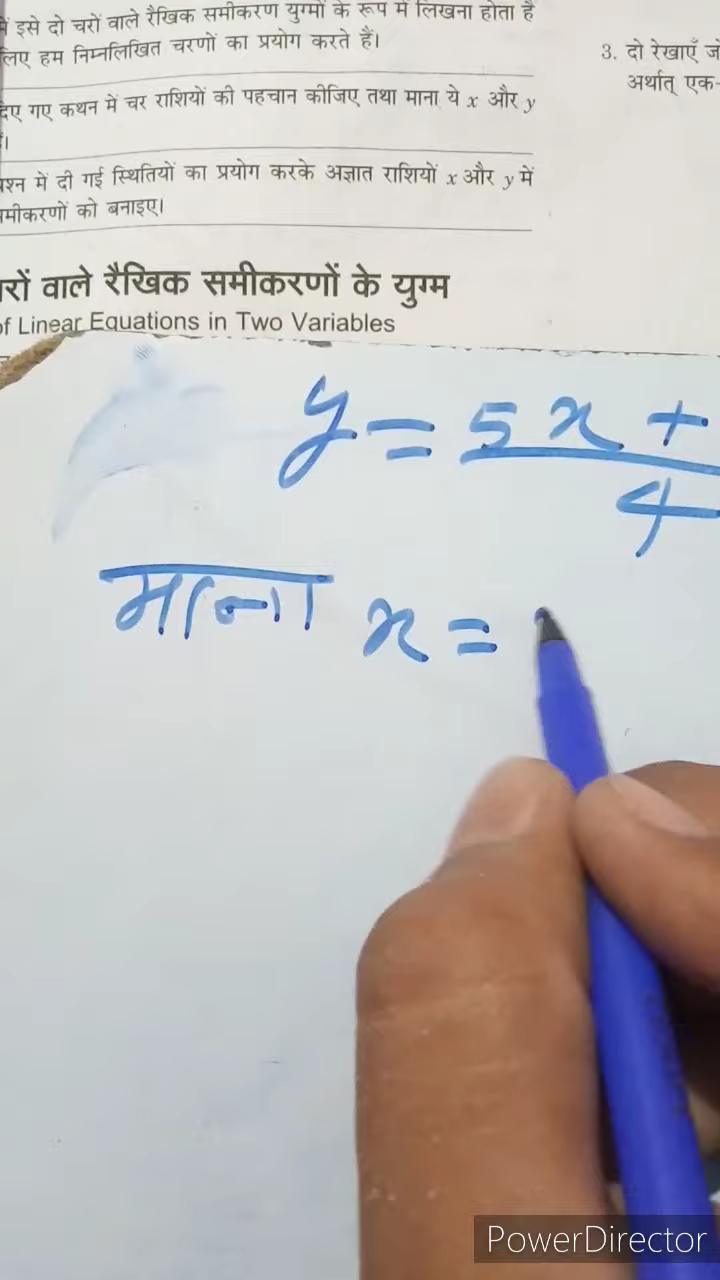 में इसे दो चरों वाले रैखिक समीकरण युग्मों के रूप में लिखना होता है
लिए हम निम्नलिखित चरणों का प्रयोग करते हैं।
दिए गए कथन में चर राशियों की पहचान कीजिए तथा माना ये x और y
में दी गई स्थितियों का प्रयोग करके अज्ञात राशियों x और y में
को बनाइए।
3. दो रेखाएँ
अर्थात् एक-
वाले रैखिक समीकरणों के युग्म
of Linear Equations in Two Variables
y = 5x +
4
माना x =
PowerDirector